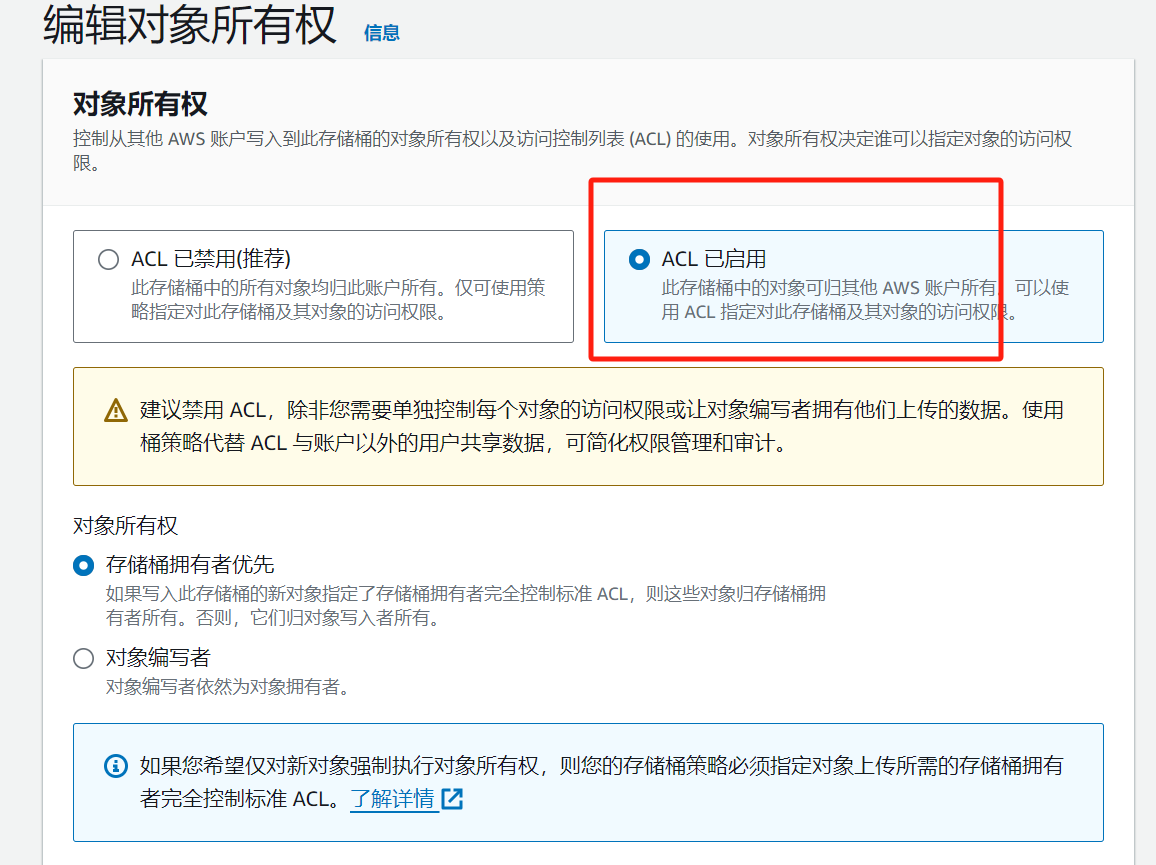 编辑对象所有权 信息
对象所有权
控制从其他 AWS 账户写入到此存储桶的对象所有权以及访问控制列表 (ACL) 的使用。对象所有权决定谁可以指定对象的访问权
限。
ACL 已禁用(推荐)
此存储桶中的所有对象均归此账户所有。仅可使用策
略指定对此存储桶及其对象的访问权限。
ACL 已启用
此存储桶中的对象可归其他 AWS 账户所有。可以使
用 ACL 指定对此存储桶及其对象的访问权限。
建议禁用 ACL，除非您需要单独控制每个对象的访问权限或让对象编写者拥有他们上传的数据。使用
桶策略代替 ACL 与账户以外的用户共享数据，可简化权限管理和审计。
对象所有权
存储桶拥有者优先
如果写入此存储桶的新对象指定了存储桶拥有者完全控制标准 ACL，则这些对象归存储桶拥
有者所有。否则，它们归对象写入者所有。
对象编写者
对象编写者依然为对象拥有者。
如果您希望仅对新对象强制执行对象所有权，则您的存储桶策略必须指定对象上传所需的存储桶拥有
者完全控制标准 ACL。了解详情